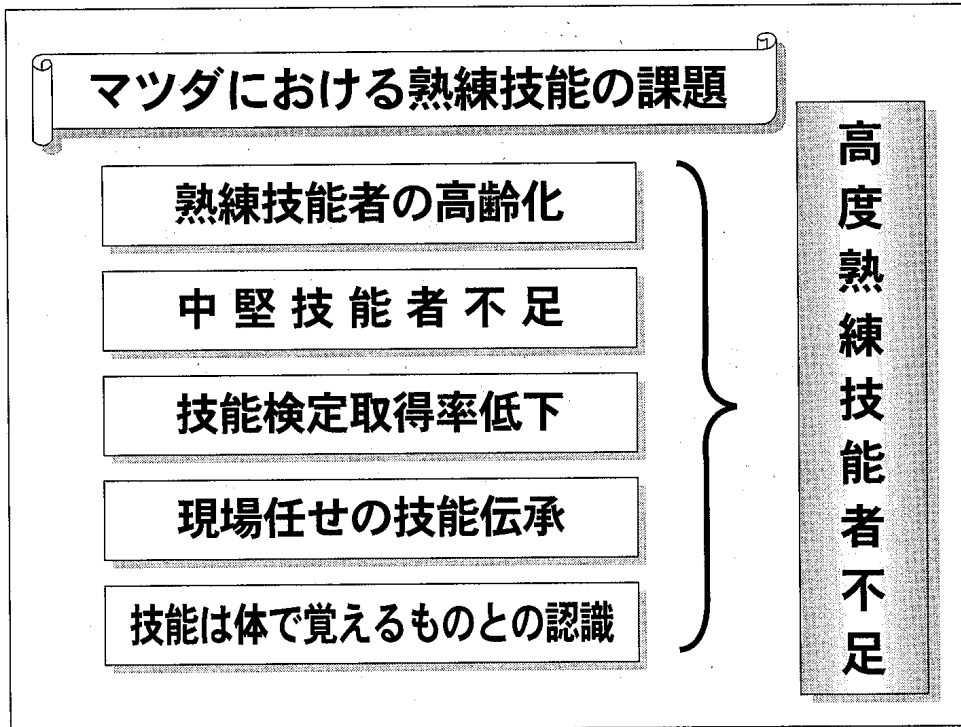 マツダにおける熟練技能の課題
熟練技能者の高齢化
中堅技能者不足
技能検定取得率低下
現場任せの技能伝承
技能は体で覚えるものとの認識
高度熟練技能者不足